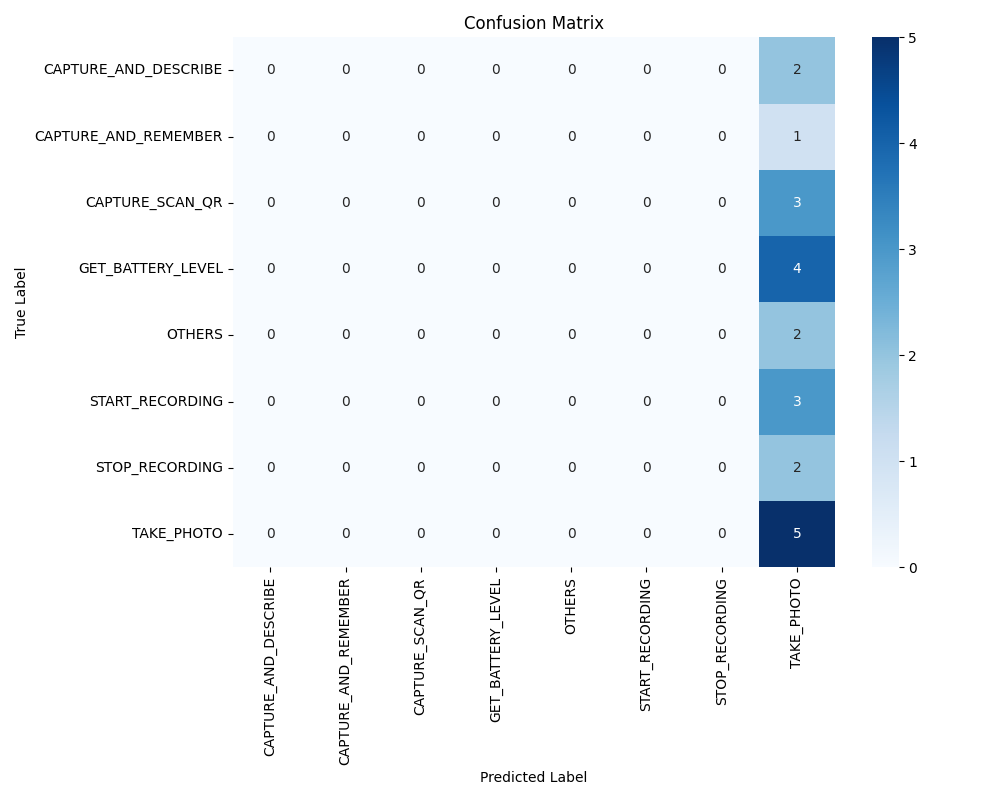 Confusion Matrix
True Label
CAPTURE_AND_DESCRIBE 0 0 0 0 0 0 0 2
CAPTURE_AND_REMEMBER 0 0 0 0 0 0 0 1
CAPTURE_SCAN_QR 0 0 0 0 0 0 0 3
GET_BATTERY_LEVEL 0 0 0 0 0 0 0 4
OTHERS 0 0 0 0 0 0 0 2
START_RECORDING 0 0 0 0 0 0 0 3
STOP_RECORDING 0 0 0 0 0 0 0 2
TAKE_PHOTO 0 0 0 0 0 0 0 5
CAPTURE_AND_DESCRIBE
CAPTURE_AND_REMEMBER
CAPTURE_SCAN_QR
GET_BATTERY_LEVEL
OTHERS
START_RECORDING
STOP_RECORDING
TAKE_PHOTO
Predicted Label
5
4
3
2
1
0